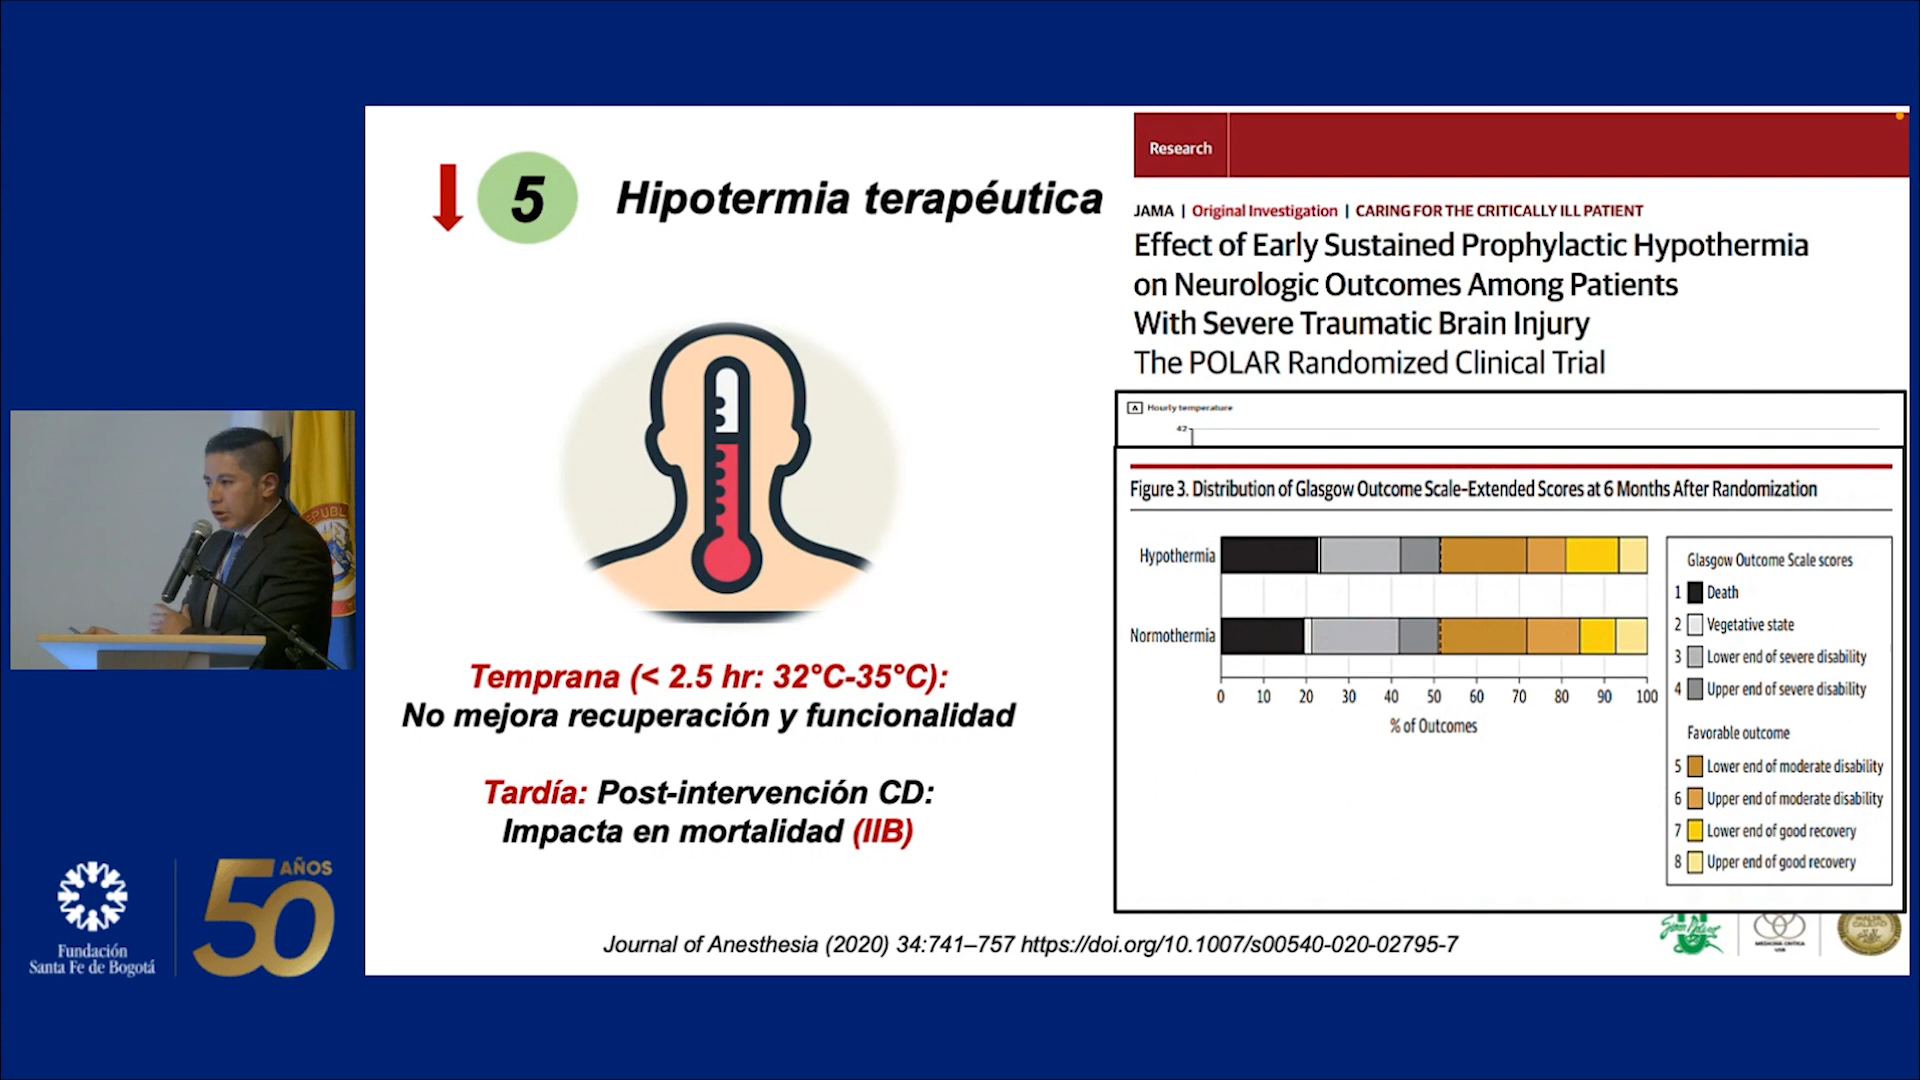 5
Hipotermia terapéutica
Temprana (< 2.5 hr: 32°C-35°C):
No mejora recuperación y funcionalidad
Tardía: Post-intervención CD:
Impacta en mortalidad (IIB)
Research
JAMA | Original Investigation | CARING FOR THE CRITICALLY ILL PATIENT
Effect of Early Sustained Prophylactic Hypothermia
on Neurologic Outcomes Among Patients
With Severe Traumatic Brain Injury
The POLAR Randomized Clinical Trial
A Hourly temperature
42
Figure 3. Distribution of Glasgow Outcome Scale-Extended Scores at 6 Months After Randomization
Hypothermia
Normothermia
0 10 20 30 40 50 60 70 80 90 100
% of Outcomes
Glasgow Outcome Scale scores
1 Death
2 Vegetative state
3 Lower end of severe disability
4 Upper end of severe disability
Favorable outcome
5 Lower end of moderate disability
6 Upper end of moderate disability
7 Lower end of good recovery
8 Upper end of good recovery
Journal of Anesthesia (2020) 34:741–757 https://doi.org/10.1007/s00540-020-02795-7
Fundación
Santa Fe de Bogotá
50 AÑOS